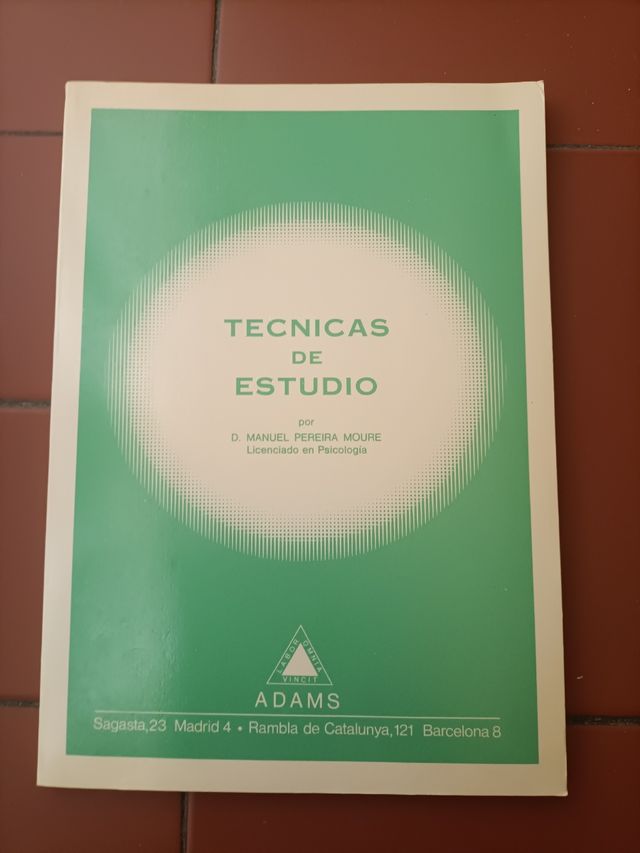 TECNICAS
DE
ESTUDIO
por
D. MANUEL PEREIRA MOURE
Licenciado en Psicología
LABOR OMNIA
VINCIT
ADAMS
Sagasta,23 Madrid 4 • Rambla de Catalunya,121 Barcelona 8